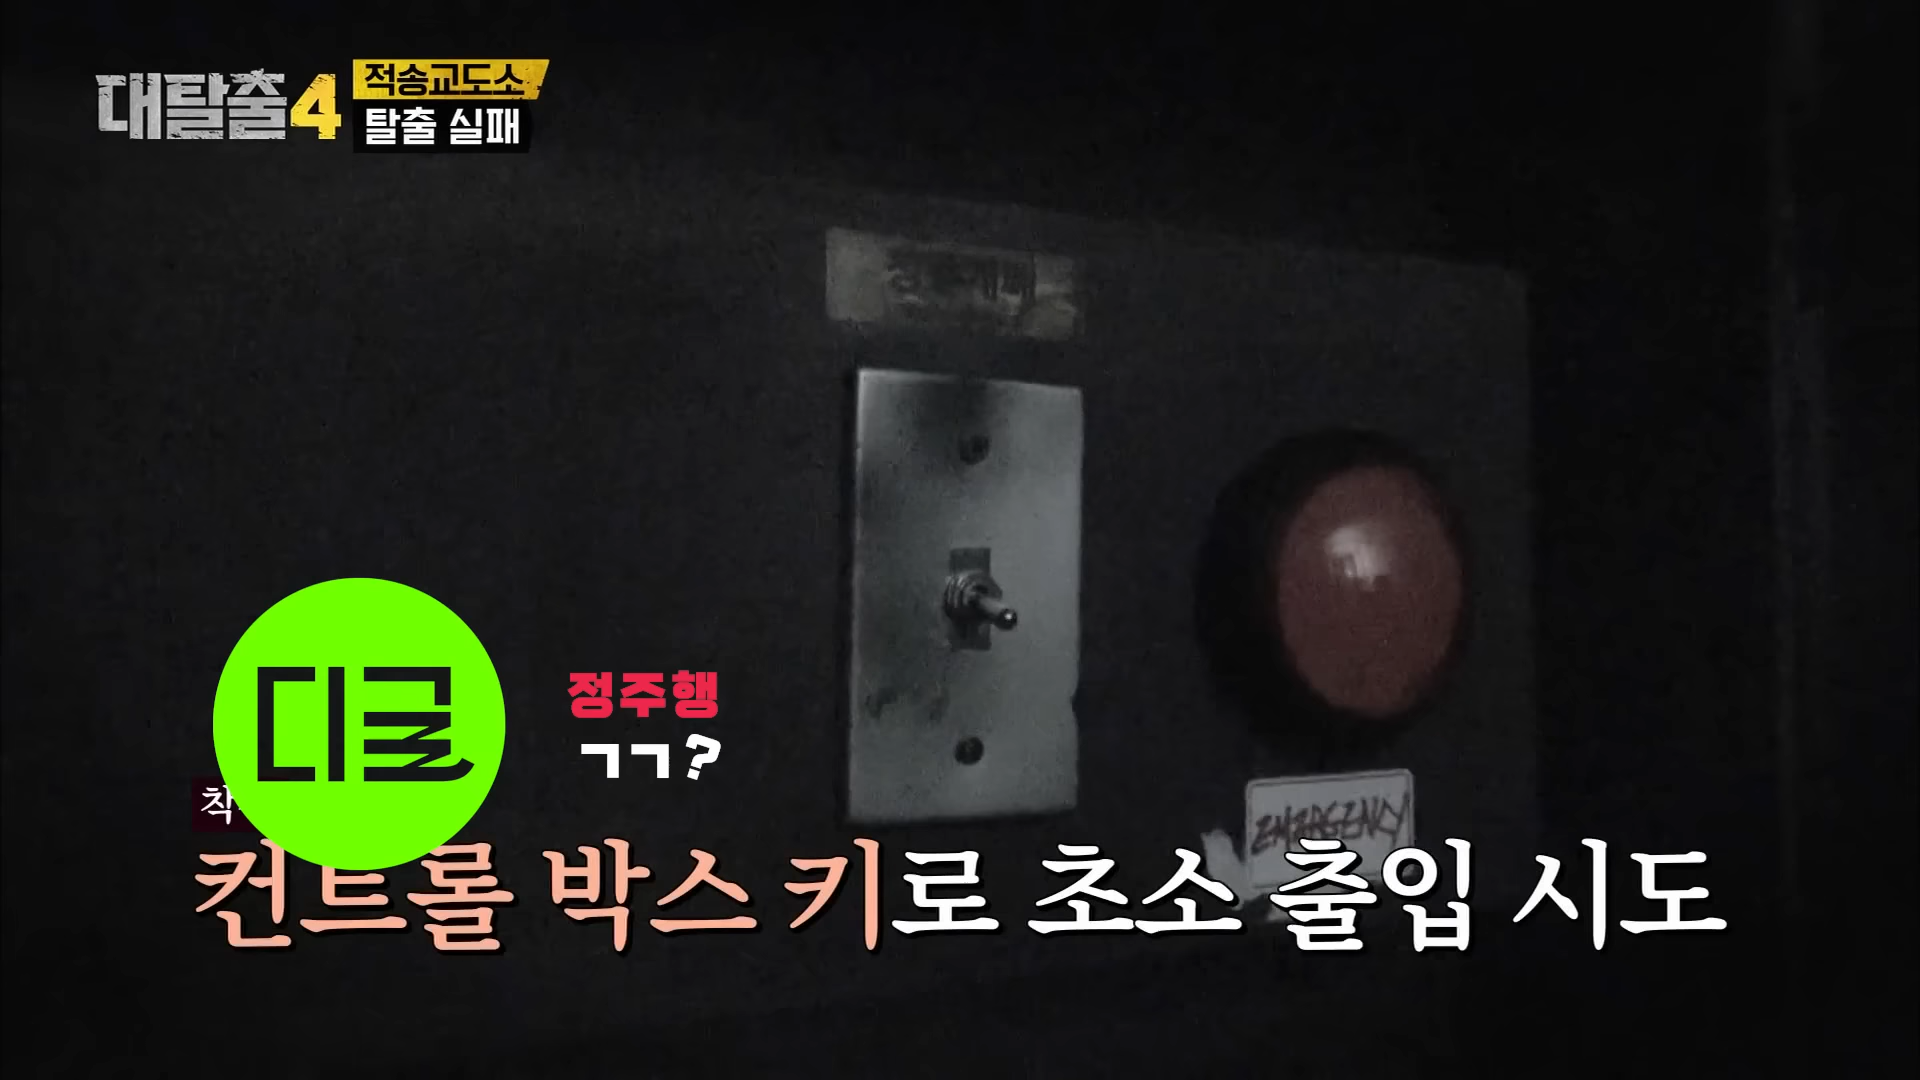 대탈출4
적송교도소
탈출 실패
디글
정주행
ㄱㄱ?
컨트롤 박스 키로 초소 출입 시도
EMERGENCY